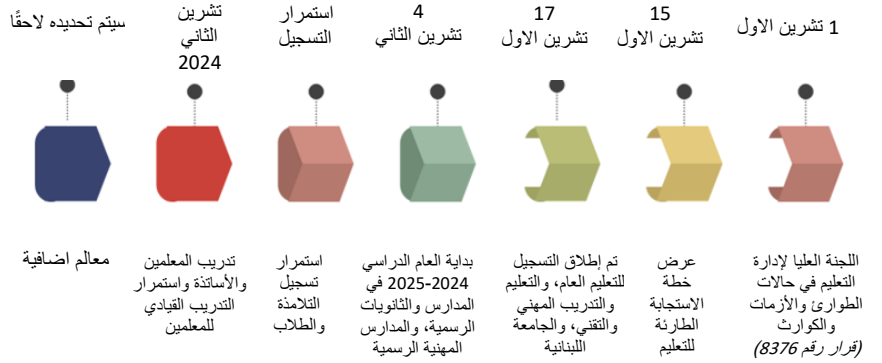 1 تشرين الاول
15
تشرين الاول
17
تشرين الاول
4
تشرين الثاني
استمرار
التسجيل
تشرين
الثاني
2024
سيتم تحديده لاحقًا
اللجنة العليا لإدارة
التعليم في حالات
الطوارئ والأزمات
والكوارث
(قرار رقم 8376)
عرض
خطة
الاستجابة
الطارئة
للتعليم
تم إطلاق التسجيل
للتعليم العام، والتعليم
والتدريب المهني
والتقني، والجامعة
اللبنانية
بداية العام الدراسي
2024-2025 في
المدارس والثانويات
الرسمية، والمدارس
المهنية الرسمية
استمرار
تسجيل
التلامذة
والطلاب
تدريب المعلمين
والأساتذة واستمرار
التدريب القيادي
للمعلمين
معالم اضافية